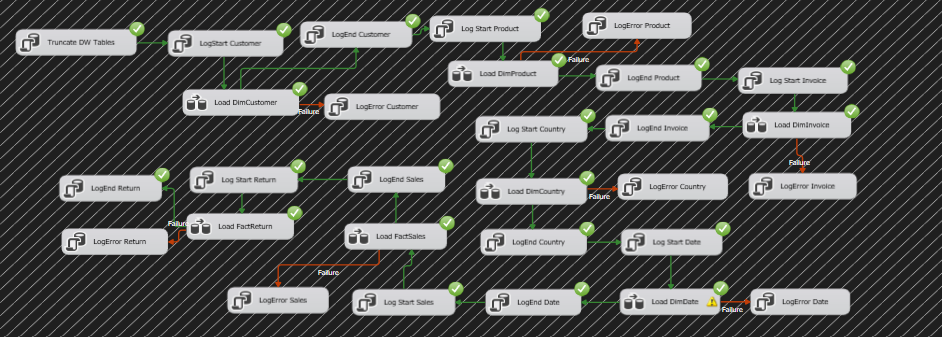 Truncate DW Tables
LogStart Customer
LogEnd Customer
Log Start Product
LogError Product
Failure
Load DimProduct
LogEnd Product
Log Start Invoice
Load DimCustomer
Failure
LogError Customer
Log Start Country
LogEnd Invoice
Load DimInvoice
Failure
LogError Invoice
LogEnd Return
Log Start Return
LogEnd Sales
Load DimCountry
Failure
LogError Country
Failure
Load FactReturn
LogError Return
Load FactSales
LogEnd Country
Log Start Date
Failure
LogError Sales
Log Start Sales
LogEnd Date
Load DimDate
Failure
LogError Date